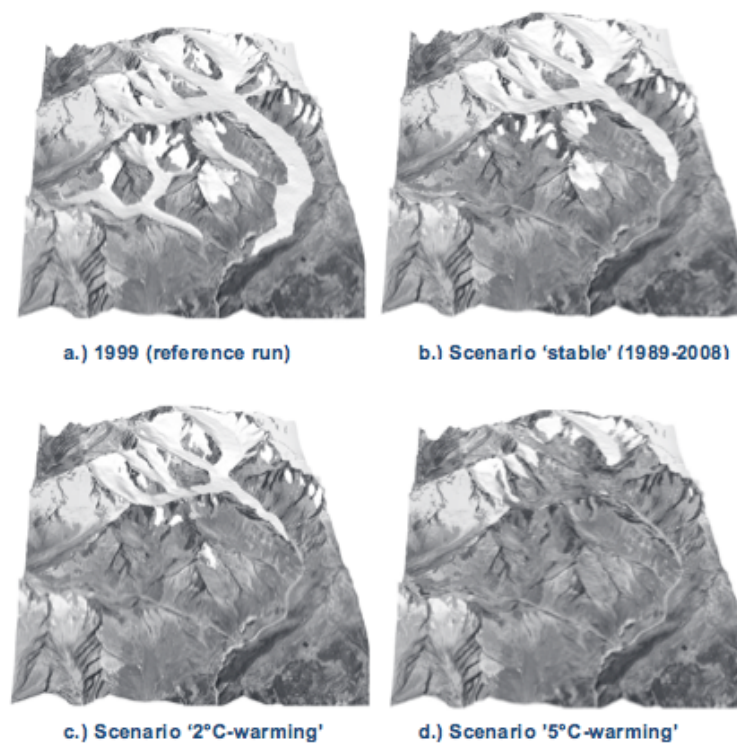 a.) 1999 (reference run)
b.) Scenario 'stable' (1989-2008)
c.) Scenario '2°C-warming'
d.) Scenario '5°C-warming'